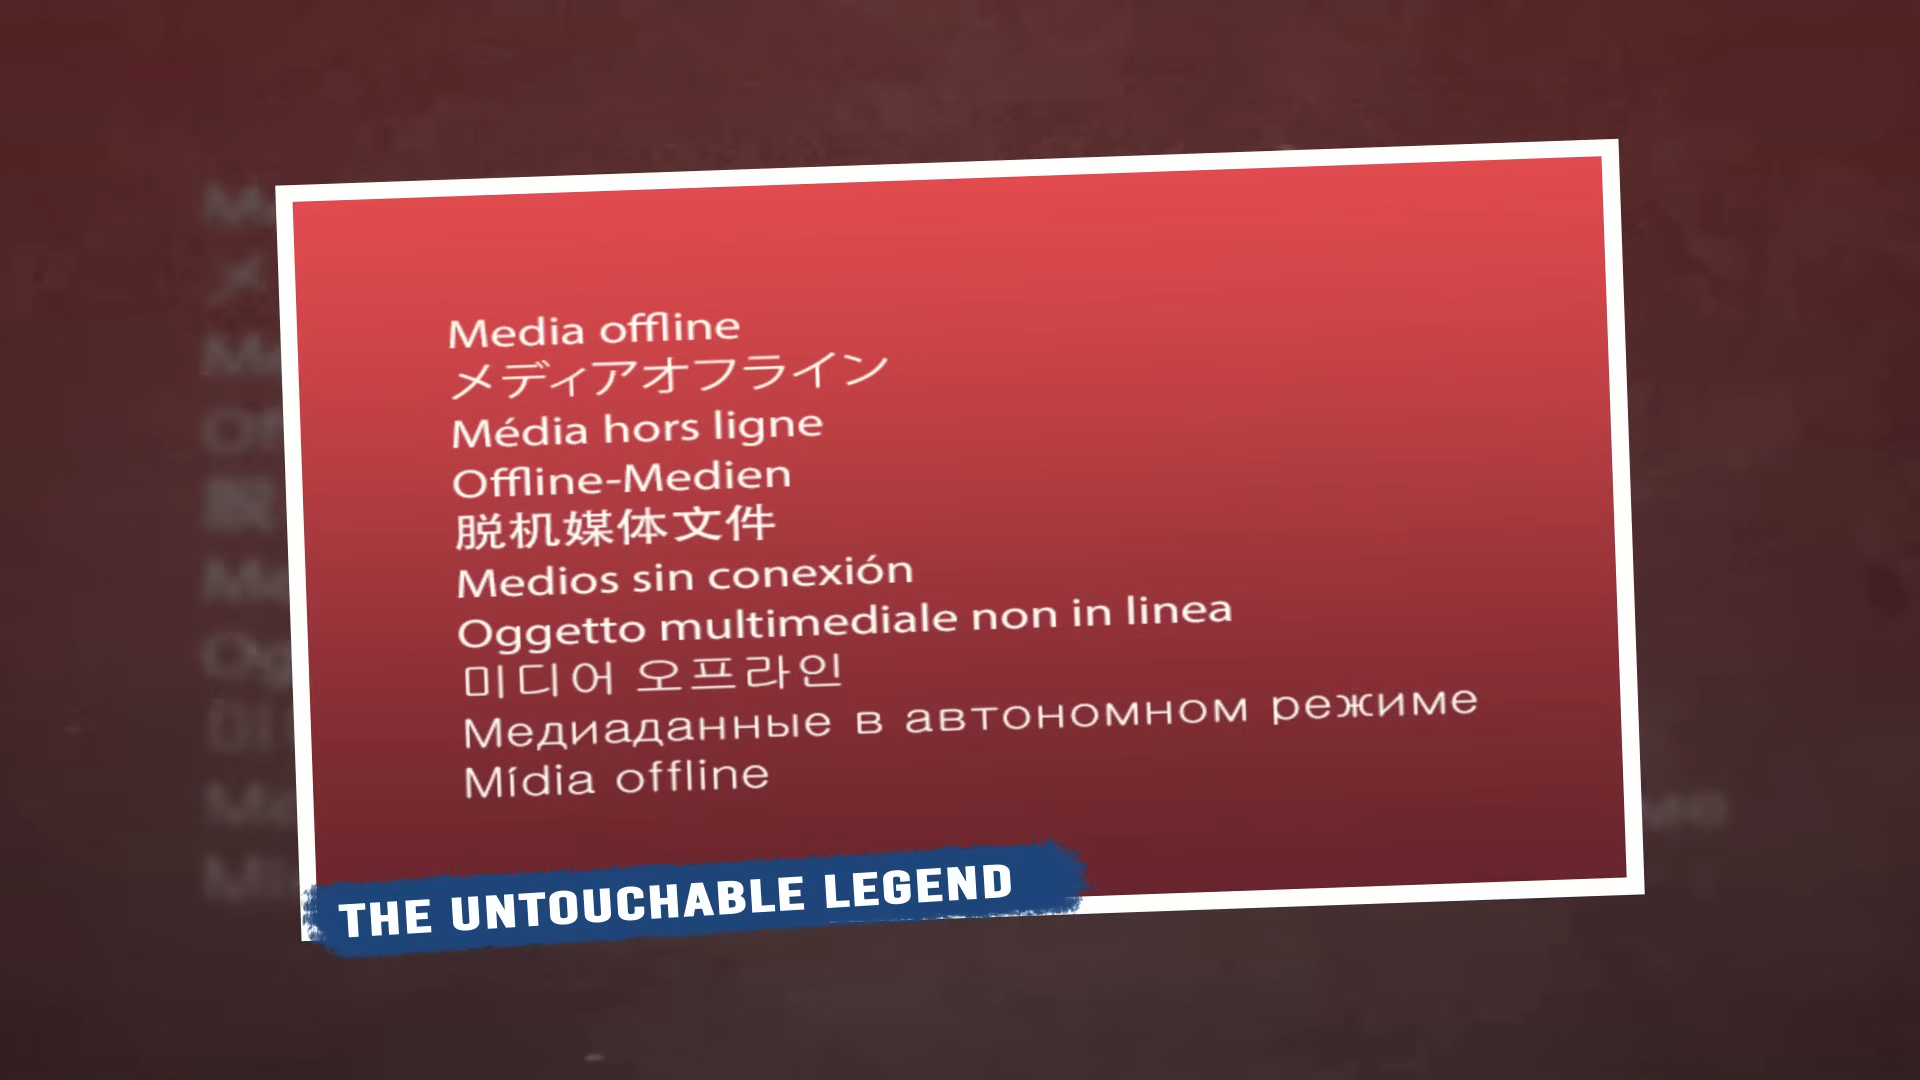 Media offline
メディアオフライン
Média hors ligne
Offline-Medien
脱机媒体文件
Medios sin conexión
Oggetto multimediale non in linea
미디어 오프라인
Медиаданные в автономном режиме
Mídia offline
THE UNTOUCHABLE LEGEND